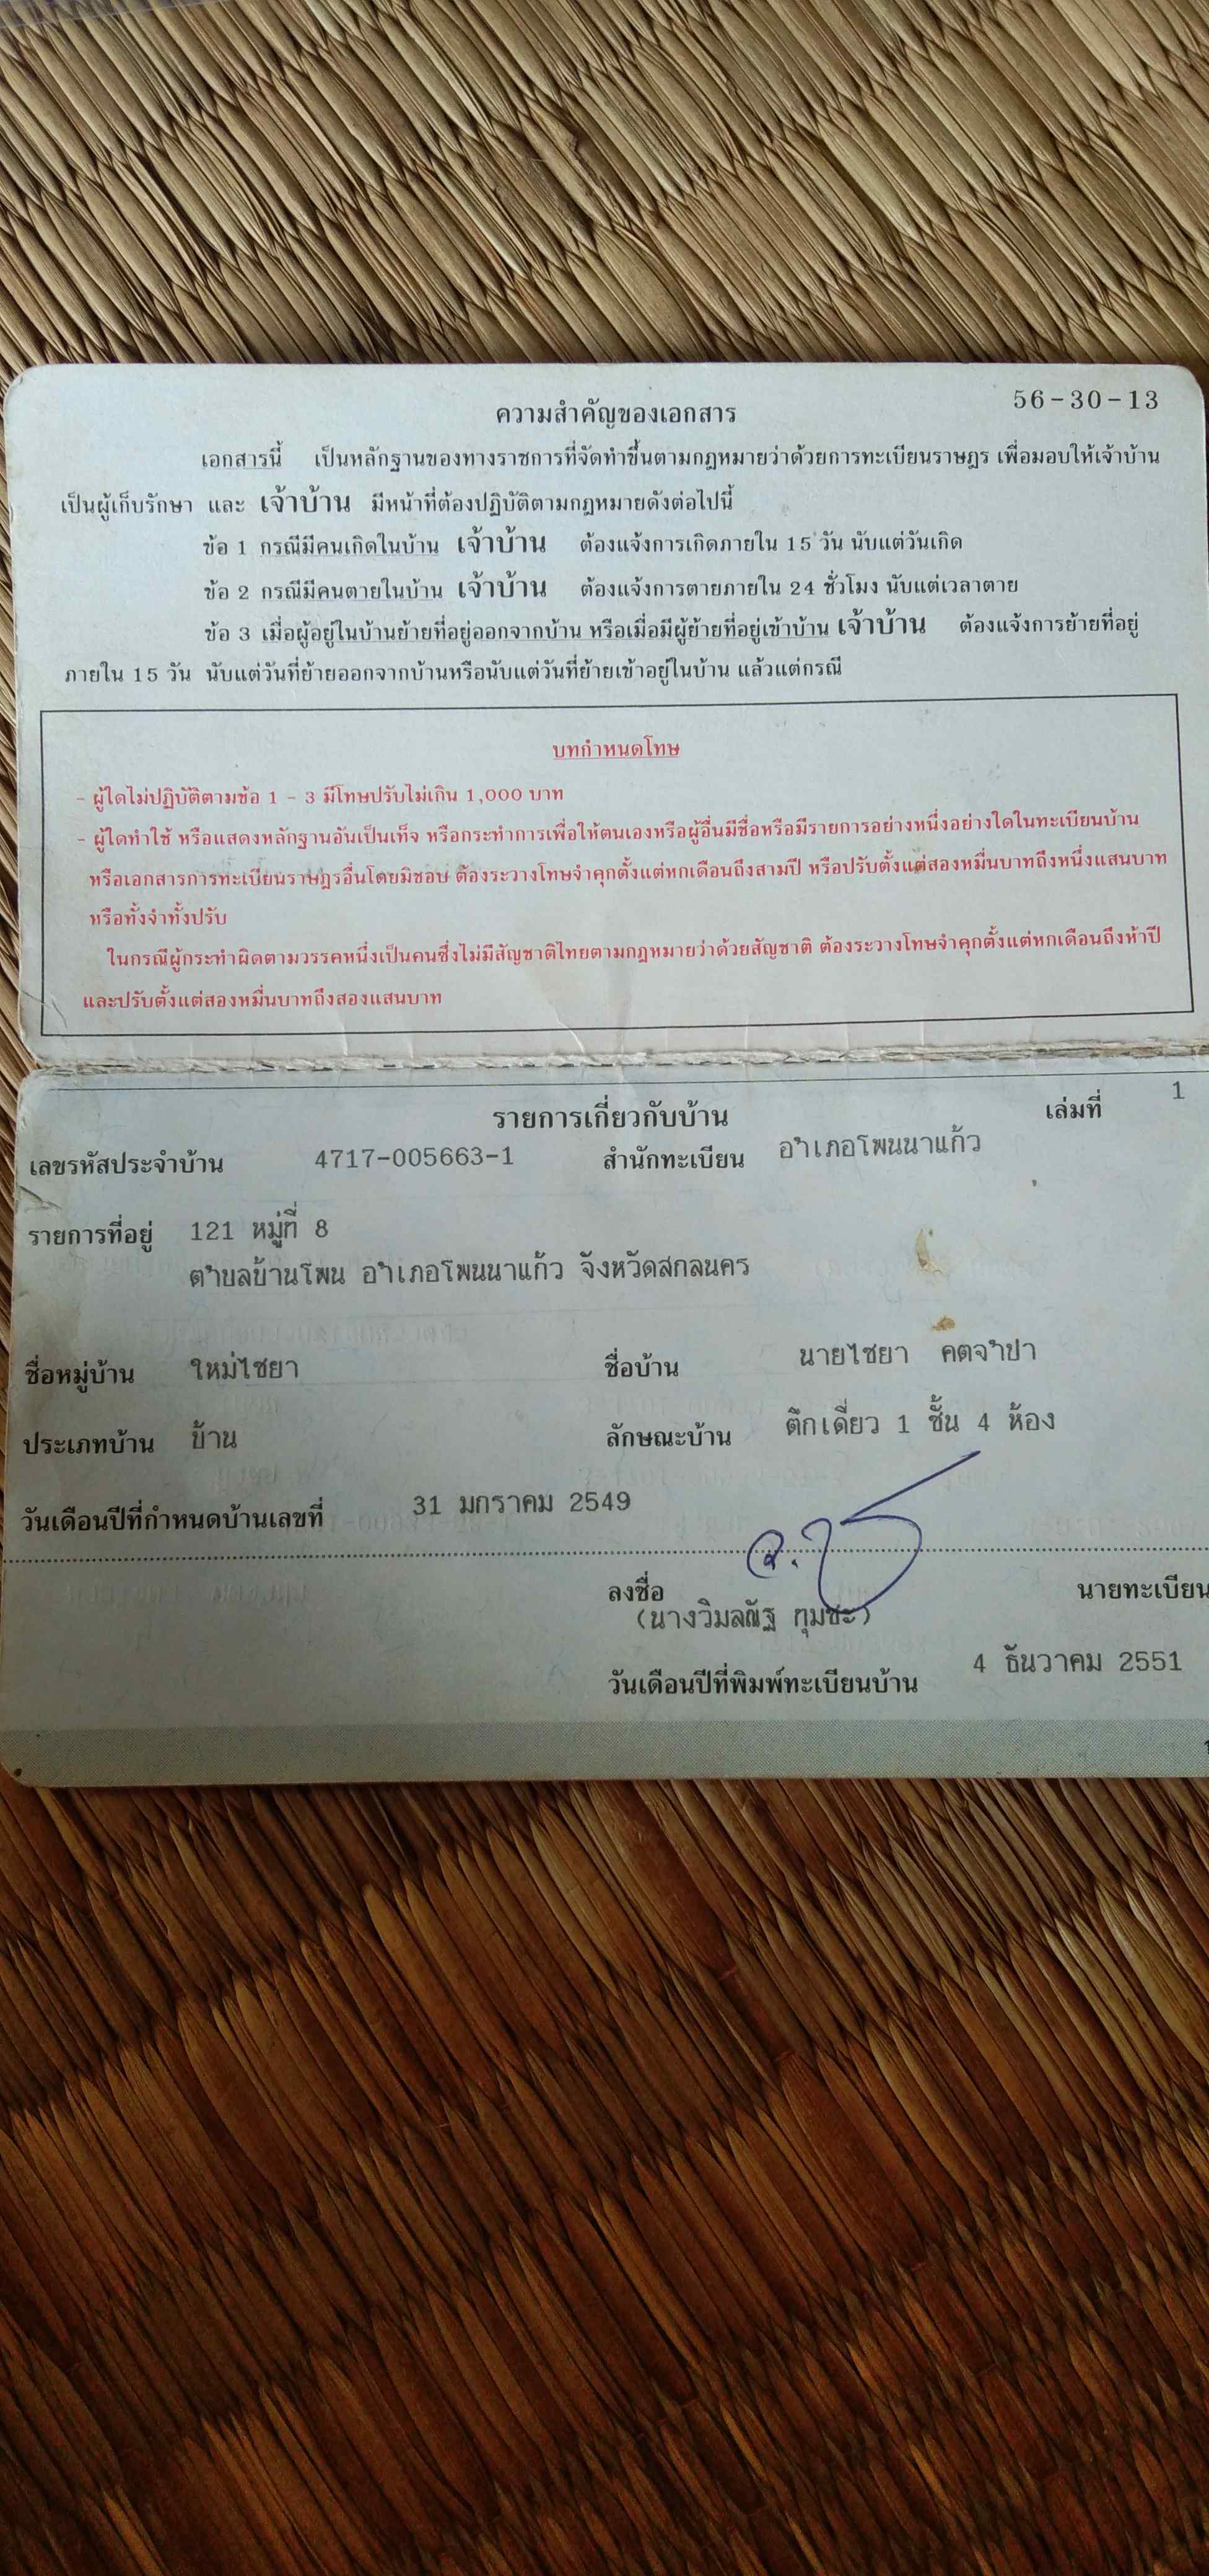 56-30-13
ความสำคัญของเอกสาร
เอกสารนี้ เป็นหลักฐานของทางราชการที่จัดทำขึ้นตามกฎหมายว่าด้วยการทะเบียนราษฎร เพื่อมอบให้เจ้าบ้าน
เป็นผู้เก็บรักษา และ เจ้าบ้าน มีหน้าที่ต้องปฏิบัติตามกฎหมายดังต่อไปนี้
ข้อ 1 กรณีมีคนเกิดในบ้าน เจ้าบ้าน ต้องแจ้งการเกิดภายใน 15 วัน นับแต่วันเกิด
ข้อ 2 กรณีมีคนตายในบ้าน เจ้าบ้าน ต้องแจ้งการตายภายใน 24 ชั่วโมง นับแต่เวลาตาย
ข้อ 3 เมื่อผู้อยู่ในบ้านย้ายที่อยู่ออกจากบ้าน หรือเมื่อมีผู้ย้ายที่อยู่เข้าบ้าน เจ้าบ้าน ต้องแจ้งการย้ายที่อยู่
ภายใน 15 วัน นับแต่วันที่ย้ายออกจากบ้านหรือนับแต่วันที่ย้ายเข้าอยู่ในบ้าน แล้วแต่กรณี
บทกำหนดโทษ
- ผู้ใดไม่ปฏิบัติตามข้อ 1 - 3 มีโทษปรับไม่เกิน 1,000 บาท
- ผู้ใดทำใช้ หรือแสดงหลักฐานอันเป็นเท็จ หรือกระทำการเพื่อให้ตนเองหรือผู้อื่นมีชื่อหรือมีรายการอย่างหนึ่งอย่างใดในทะเบียนบ้าน
หรือเอกสารการทะเบียนราษฎรอื่นโดยมิชอบ ต้องระวางโทษจำคุกตั้งแต่หกเดือนถึงสามปี หรือปรับตั้งแต่สองหมื่นบาทถึงหนึ่งแสนบาท
หรือทั้งจำทั้งปรับ
ในกรณีผู้กระทำผิดตามวรรคหนึ่งเป็นคนซึ่งไม่มีสัญชาติไทยตามกฎหมายว่าด้วยสัญชาติ ต้องระวางโทษจำคุกตั้งแต่หกเดือนถึงห้าปี
และปรับตั้งแต่สองหมื่นบาทถึงสองแสนบาท
รายการเกี่ยวกับบ้าน เล่มที่ 1
เลขรหัสประจำบ้าน 4717-005663-1 สำนักทะเบียน อำเภอโพนนาแก้ว
รายการที่อยู่ 121 หมู่ที่ 8
ตำบลบ้านโพน อำเภอโพนนาแก้ว จังหวัดสกลนคร
ชื่อหมู่บ้าน ใหม่ไชยา ชื่อบ้าน นายไชยา คตจำปา
ประเภทบ้าน บ้าน ลักษณะบ้าน ตึกเดี่ยว 1 ชั้น 4 ห้อง
วันเดือนปีที่กำหนดบ้านเลขที่ 31 มกราคม 2549
ลงชื่อ นายทะเบียน
(นางวิมลณัฐ กุมชะ)
วันเดือนปีที่พิมพ์ทะเบียนบ้าน 4 ธันวาคม 2551